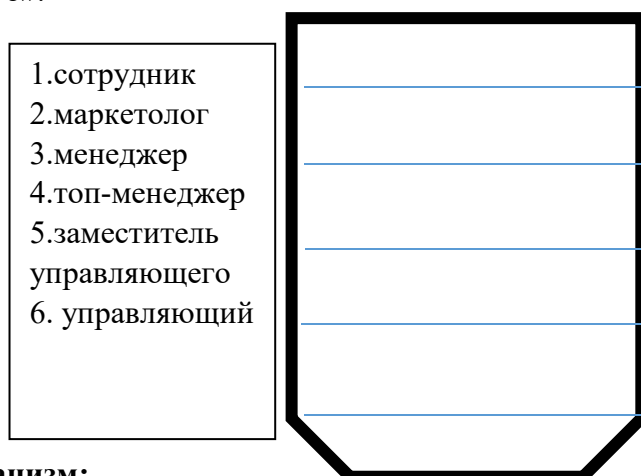 1.сотрудник
2.маркетолог
3.менеджер
4.топ-менеджер
5.заместитель
управляющего
6. управляющий